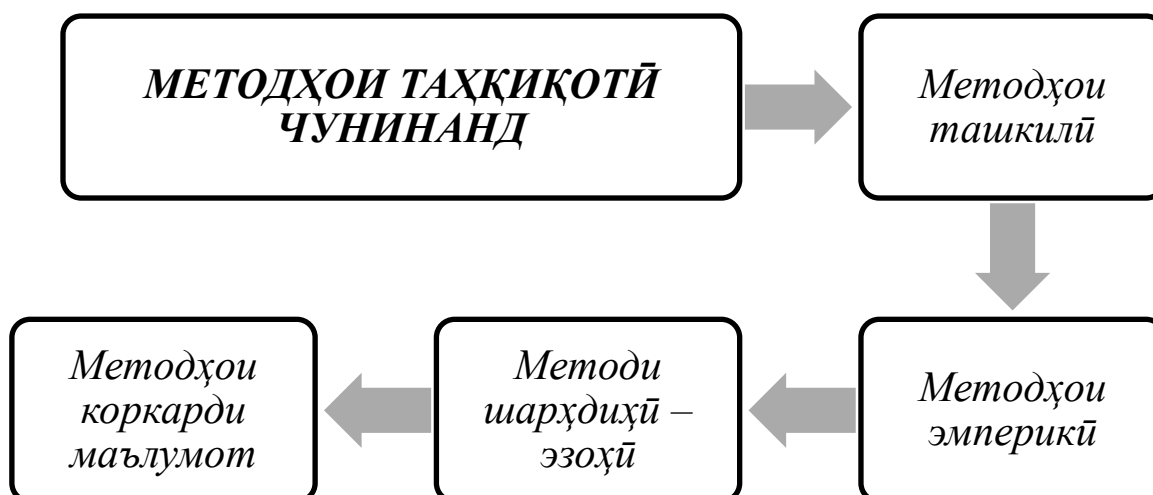 МЕТОДҲОИ ТАҲҚИҚОТӢ
ЧУНИНАНД
Методҳои
ташкилӣ
Методҳои
эмперикӣ
Методи
шарҳдиҳӣ –
эзоҳӣ
Методҳои
коркарди
маълумот